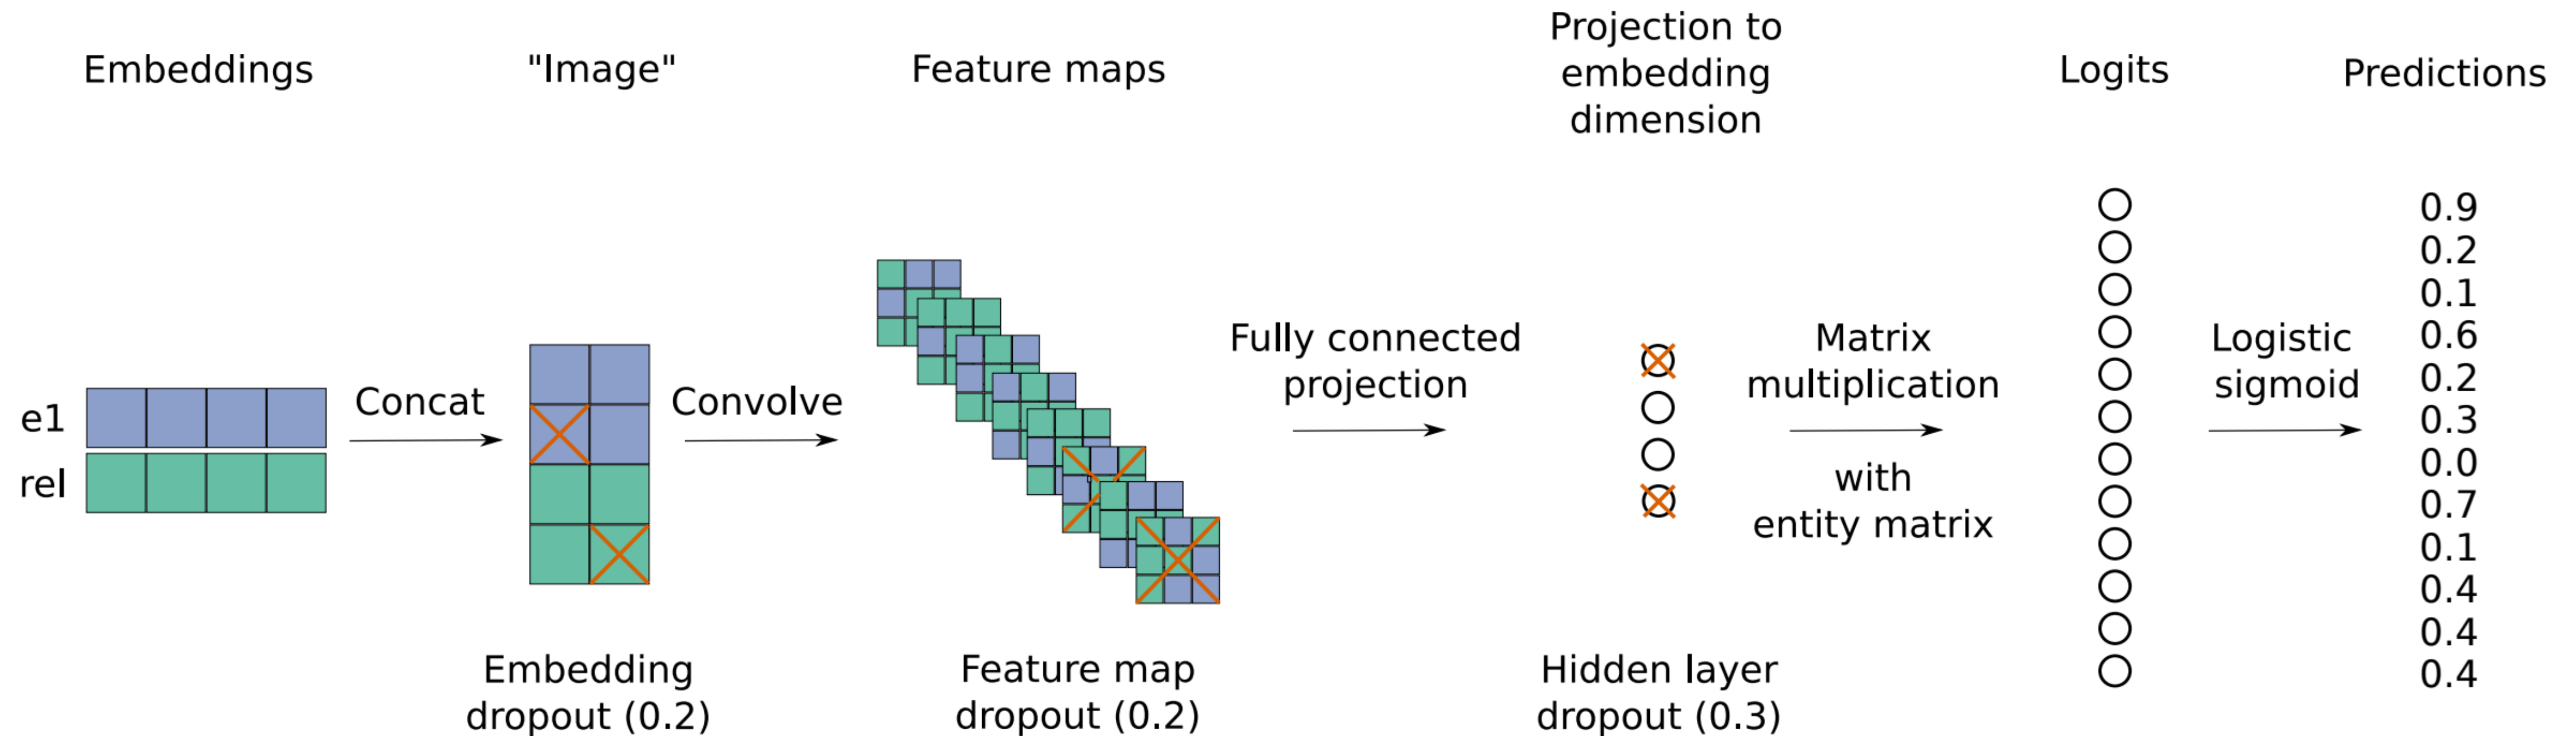 Embeddings
"Image"
Feature maps
Projection to
embedding
dimension
Logits
Predictions
e1
rel
Concat
Convolve
Fully connected
projection
Matrix
multiplication
with
entity matrix
Logistic
sigmoid
0.9
0.2
0.1
0.6
0.2
0.3
0.0
0.7
0.1
0.4
0.4
0.4
Embedding
dropout (0.2)
Feature map
dropout (0.2)
Hidden layer
dropout (0.3)